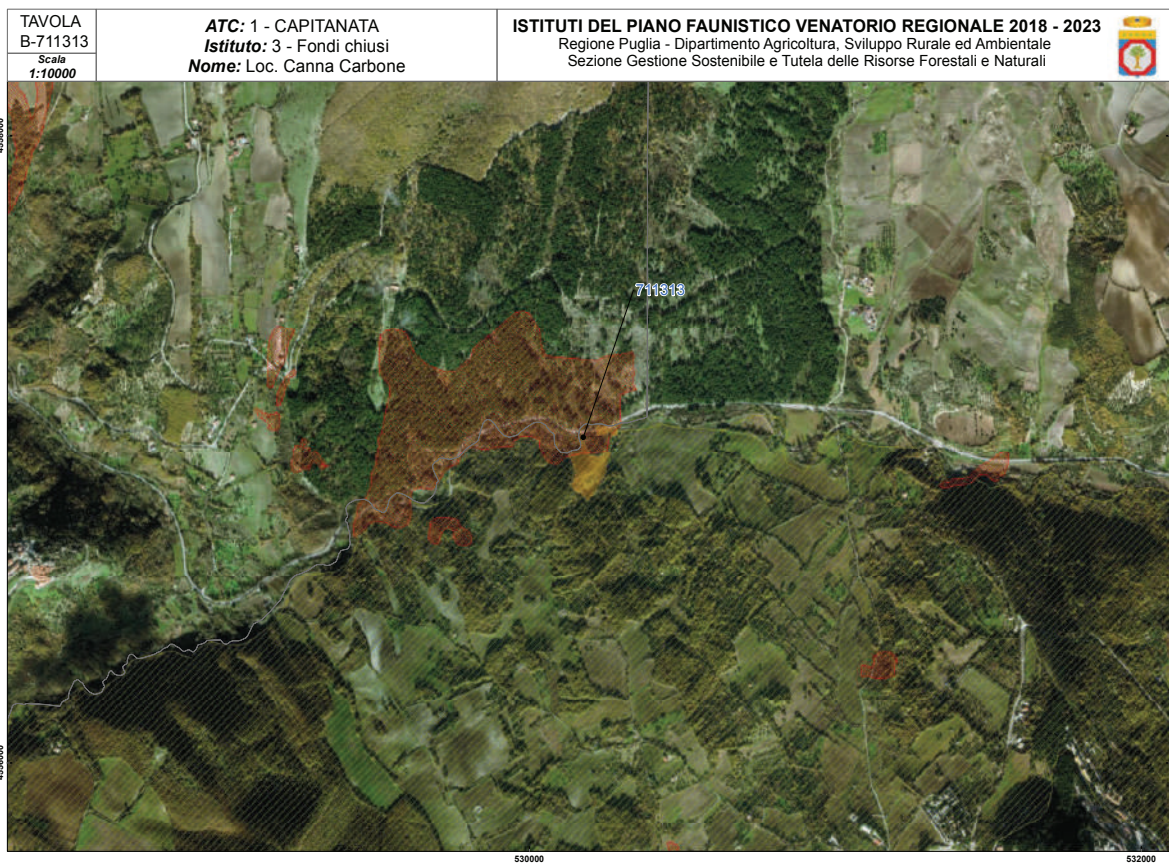 TAVOLA
B-711313
Scala
1:10000
ATC: 1 - CAPITANATA
Istituto: 3 - Fondi chiusi
Nome: Loc. Canna Carbone
ISTITUTI DEL PIANO FAUNISTICO VENATORIO REGIONALE 2018 - 2023
Regione Puglia - Dipartimento Agricoltura, Sviluppo Rurale ed Ambientale
Sezione Gestione Sostenibile e Tutela delle Risorse Forestali e Naturali
711313
530000
532000